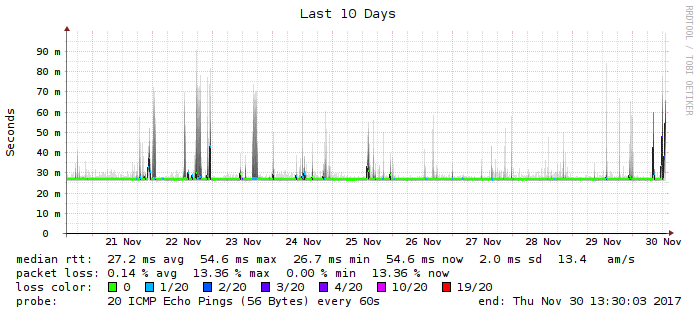 Last 10 Days
RRDTOOL / TOBI OETIKER
Seconds
90 m
80 m
70 m
60 m
50 m
40 m
30 m
20 m
10 m
0
21 Nov 22 Nov 23 Nov 24 Nov 25 Nov 26 Nov 27 Nov 28 Nov 29 Nov 30 Nov
median rtt: 27.2 ms avg 54.6 ms max 26.7 ms min 54.6 ms now 2.0 ms sd 13.4 am/s
packet loss: 0.14 % avg 13.36 % max 0.00 % min 13.36 % now
loss color: 0 1/20 2/20 3/20 4/20 10/20 19/20
probe: 20 ICMP Echo Pings (56 Bytes) every 60s end: Thu Nov 30 13:30:03 2017